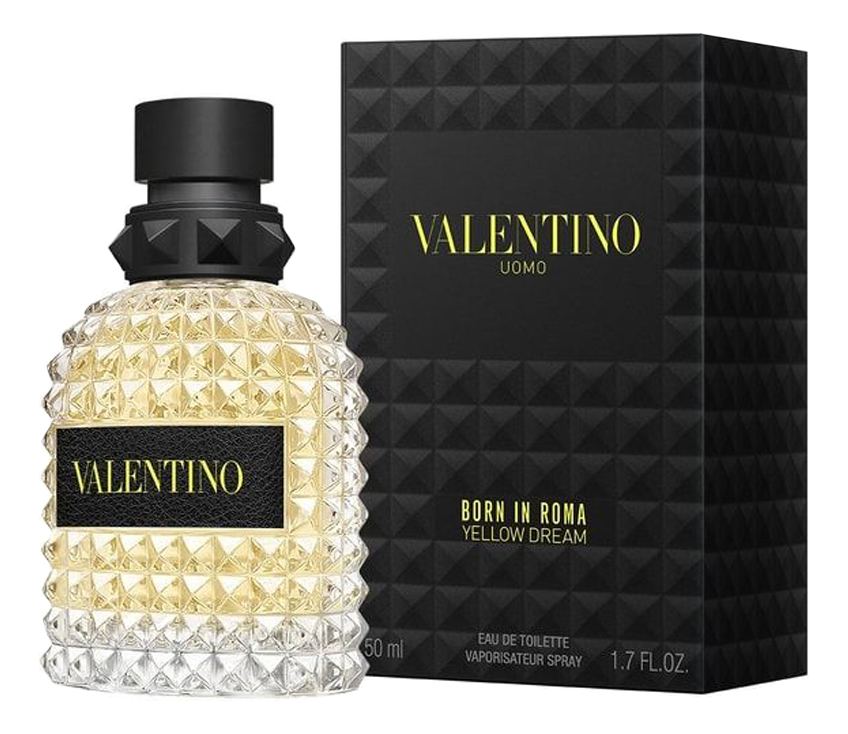 VALENTINO
VALENTINO
UOMO
BORN IN ROMA
YELLOW DREAM
50 ml
EAU DE TOILETTE
VAPORISATEUR SPRAY
1.7 FL.OZ.